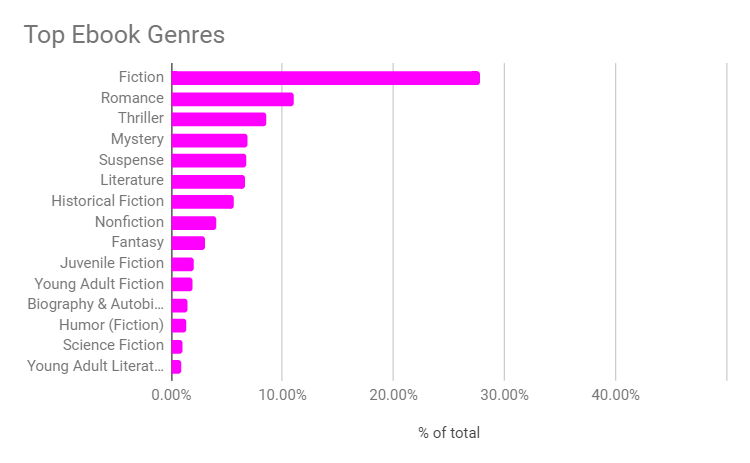 Top Ebook Genres
Fiction
Romance
Thriller
Mystery
Suspense
Literature
Historical Fiction
Nonfiction
Fantasy
Juvenile Fiction
Young Adult Fiction
Biography & Autobi...
Humor (Fiction)
Science Fiction
Young Adult Literat...
0.00% 10.00% 20.00% 30.00% 40.00%
% of total